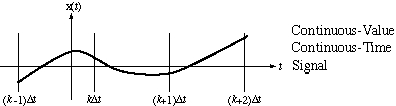 x(t)
Continuous-Value
Continuous-Time
t Signal
(k-1)Δt kΔt (k+1)Δt (k+2)Δt